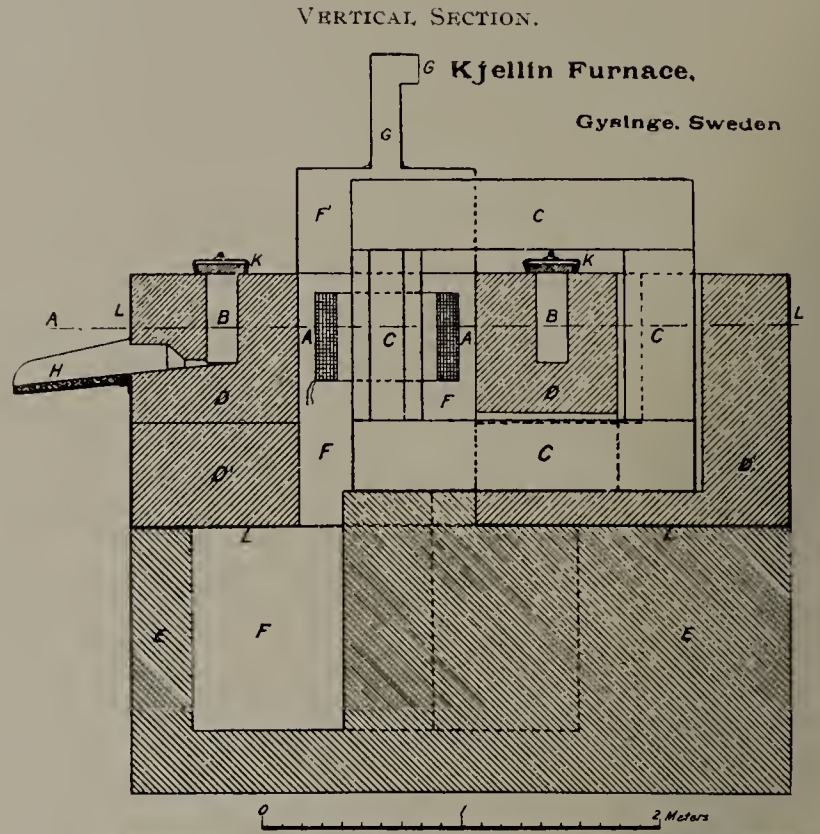 VERTICAL SECTION.
G Kjellin Furnace,
Gysinge, Sweden
G
F' C
K K
A L B B L
A C A C
H
D D F
F C
D' D'
L L
E F E
0 1 2 Meters